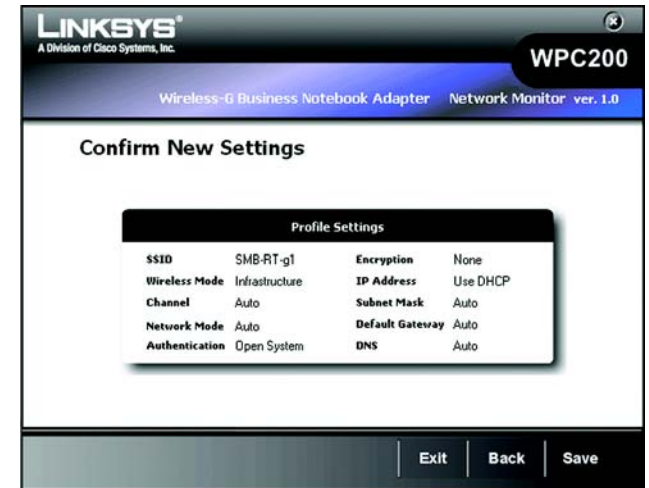 LINKSYS®
A Division of Cisco Systems, Inc.
WPC200
Wireless-G Business Notebook Adapter Network Monitor ver. 1.0
Confirm New Settings
Profile Settings
SSID SMB-RT-g1 Encryption None
Wireless Mode Infrastructure IP Address Use DHCP
Channel Auto Subnet Mask Auto
Network Mode Auto Default Gateway Auto
Authentication Open System DNS Auto
Exit Back Save